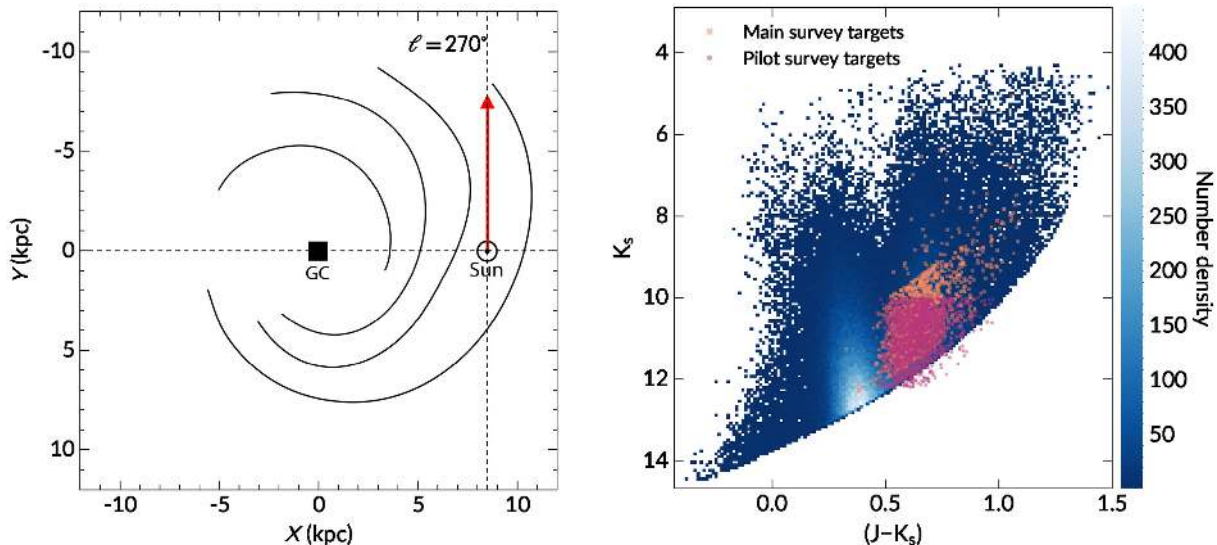 -10
-5
0
5
10
Y (kpc)
ℓ = 270°
GC
Sun
-10
-5
0
5
10
X (kpc)
Main survey targets
Pilot survey targets
4
6
8
10
12
14
Kₛ
0.0
0.5
1.0
1.5
(J−Kₛ)
400
350
300
250
200
150
100
50
Number density